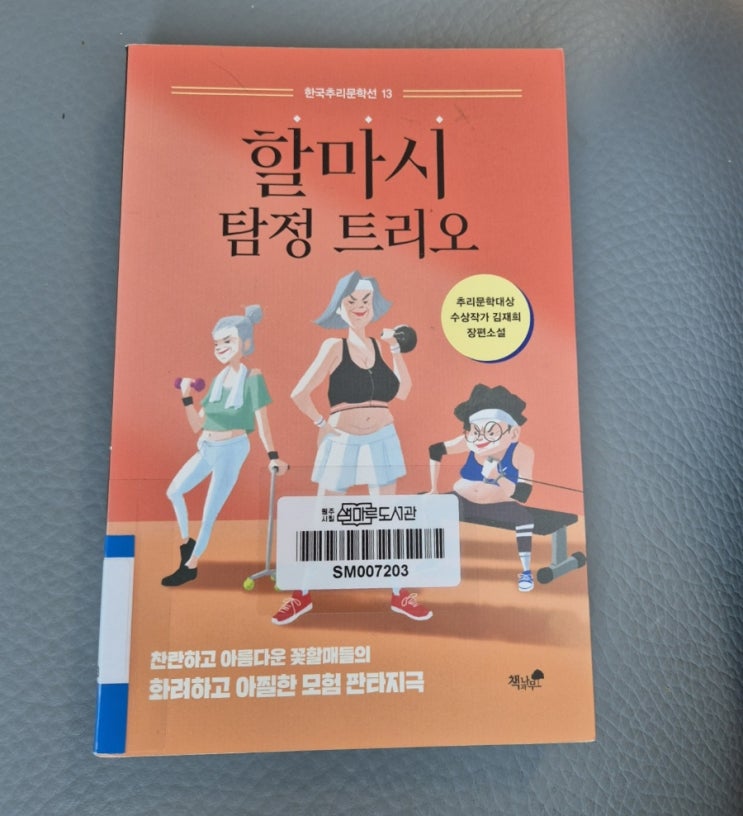 한국추리문학선 13
할마시
탐정 트리오
추리문학대상
수상작가 김재희
장편소설
원주
시립 샘마루도서관
SM007203
찬란하고 아름다운 꽃할매들의
화려하고 아찔한 모험 판타지극
책과나무